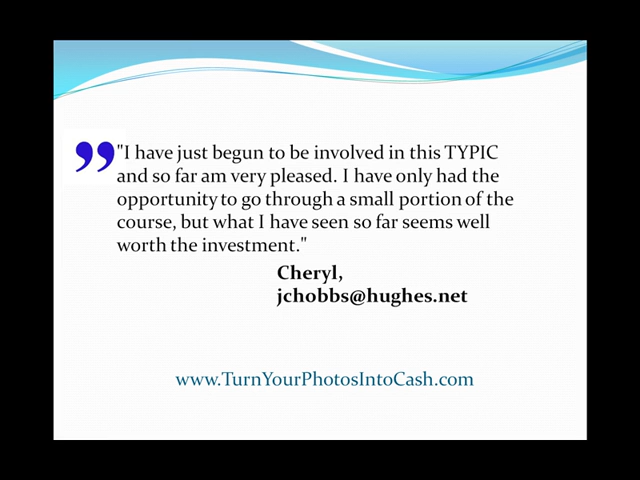 "I have just begun to be involved in this TYPIC
and so far am very pleased. I have only had the
opportunity to go through a small portion of the
course, but what I have seen so far seems well
worth the investment."
Cheryl,
jchobbs@hughes.net
www.TurnYourPhotosIntoCash.com